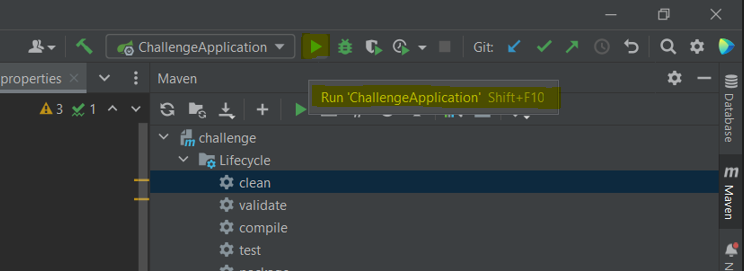 ChallengeApplication
Git:
properties
Maven
3
1
Run 'ChallengeApplication' Shift+F10
challenge
Lifecycle
clean
validate
compile
test
package
Database
Maven